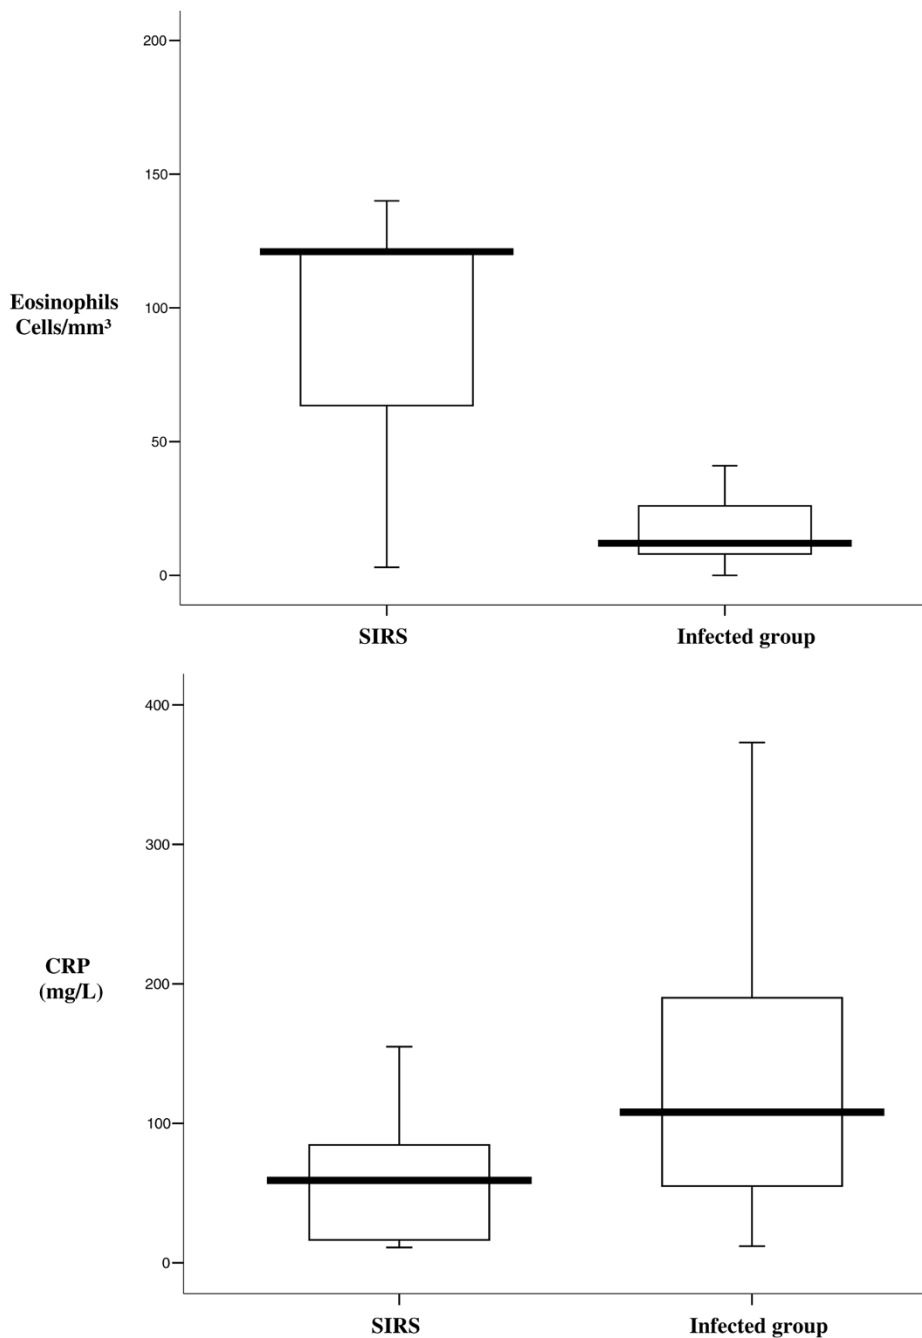 200
150
Eosinophils
Cells/mm³
100
50
0
SIRS
Infected group
400
300
CRP
(mg/L)
200
100
0
SIRS
Infected group